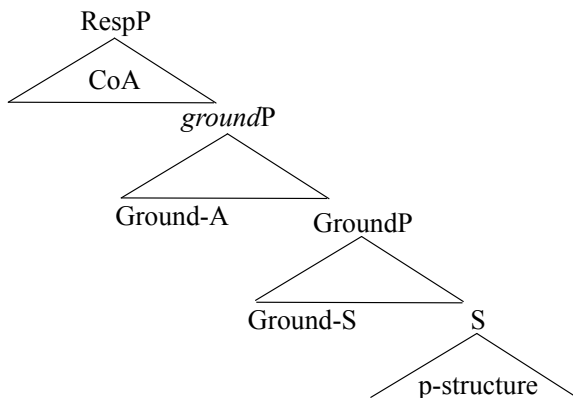 RespP
CoA
groundP
Ground-A
GroundP
Ground-S
S
p-structure